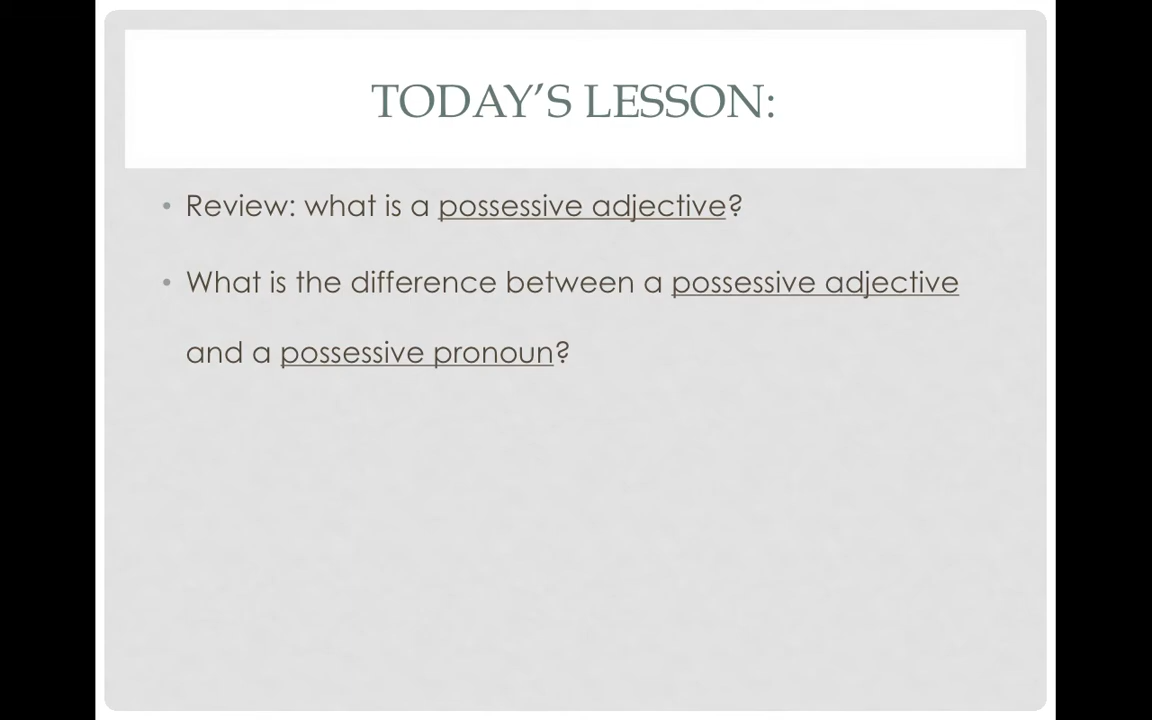 TODAY'S LESSON:
• Review: what is a possessive adjective?
• What is the difference between a possessive adjective
and a possessive pronoun?